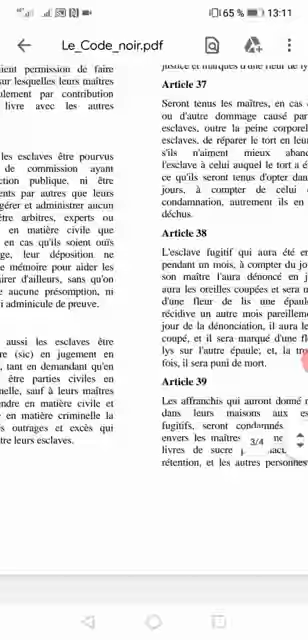 65 % 13:11
Le_Code_noir.pdf
ient permission de faire
sur lesquelles leurs maîtres
ulement par contribution
livre avec les autres
les esclaves être pourvus
de commission ayant
ction publique, ni être
ents par autres que leurs
gérer et administrer aucun
être arbitres, experts ou
en matière civile que
en cas qu'ils soient ouïs
ge, leur déposition ne
e mémoire pour aider les
airer d'ailleurs, sans qu'on
e aucune présomption, ni
i adminicule de preuve.
aussi les esclaves être
re (sic) en jugement en
, tant en demandant qu'en
être parties civiles en
nelle, sauf à leurs maîtres
endre en matière civile et
e en matière criminelle la
s outrages et excès qui
tre leurs esclaves.
justice et marqués d'une fleur de ly
Article 37
Seront tenus les maîtres, en cas
ou d'autre dommage causé par
esclaves, outre la peine corporel
esclaves, de réparer le tort en leu
s'ils n'aiment mieux aban
l'esclave à celui auquel le tort a é
ce qu'ils seront tenus d'opter dan
jours, à compter de celui
condamnation, autrement ils en
déchus.
Article 38
L'esclave fugitif qui aura été en
pendant un mois, à compter du jo
son maître l'aura dénoncé en j
aura les oreilles coupées et sera m
d'une fleur de lis une épaule
récidive un autre mois pareilleme
jour de la dénonciation, il aura le
coupé, et il sera marqué d'une fl
lys sur l'autre épaule; et, la tro
fois, il sera puni de mort.
Article 39
Les affranchis qui auront donné r
dans leurs maisons aux es
fugitifs, seront condamnés
envers les maîtres ne
livres de sucre
rétention, et les autres personnes
3/4